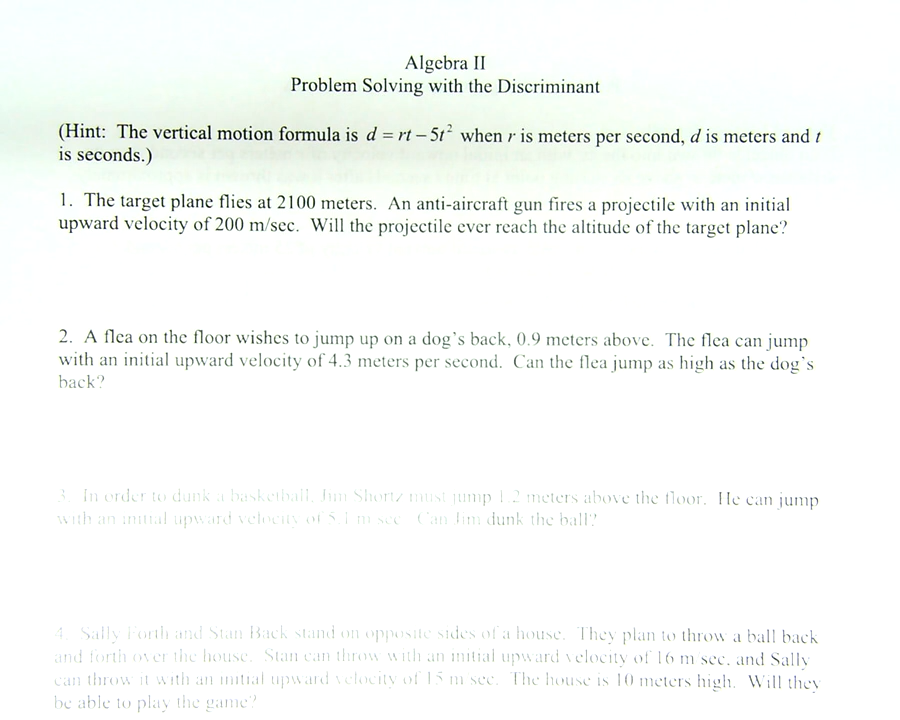 Algebra II
Problem Solving with the Discriminant
(Hint: The vertical motion formula is d = rt – 5t² when r is meters per second, d is meters and t
is seconds.)
1. The target plane flies at 2100 meters. An anti-aircraft gun fires a projectile with an initial
upward velocity of 200 m/sec. Will the projectile ever reach the altitude of the target plane?
2. A flea on the floor wishes to jump up on a dog's back, 0.9 meters above. The flea can jump
with an initial upward velocity of 4.3 meters per second. Can the flea jump as high as the dog's
back?
3. In order to dunk a basketball, Jim Shortz must jump 1.2 meters above the floor. He can jump
with an initial upward velocity of 5.1 m/sec. Can Jim dunk the ball?
4. Sally Forth and Stan Back stand on opposite sides of a house. They plan to throw a ball back
and forth over the house. Stan can throw with an initial upward velocity of 16 m/sec, and Sally
can throw it with an initial upward velocity of 15 m/sec. The house is 10 meters high. Will they
be able to play the game?